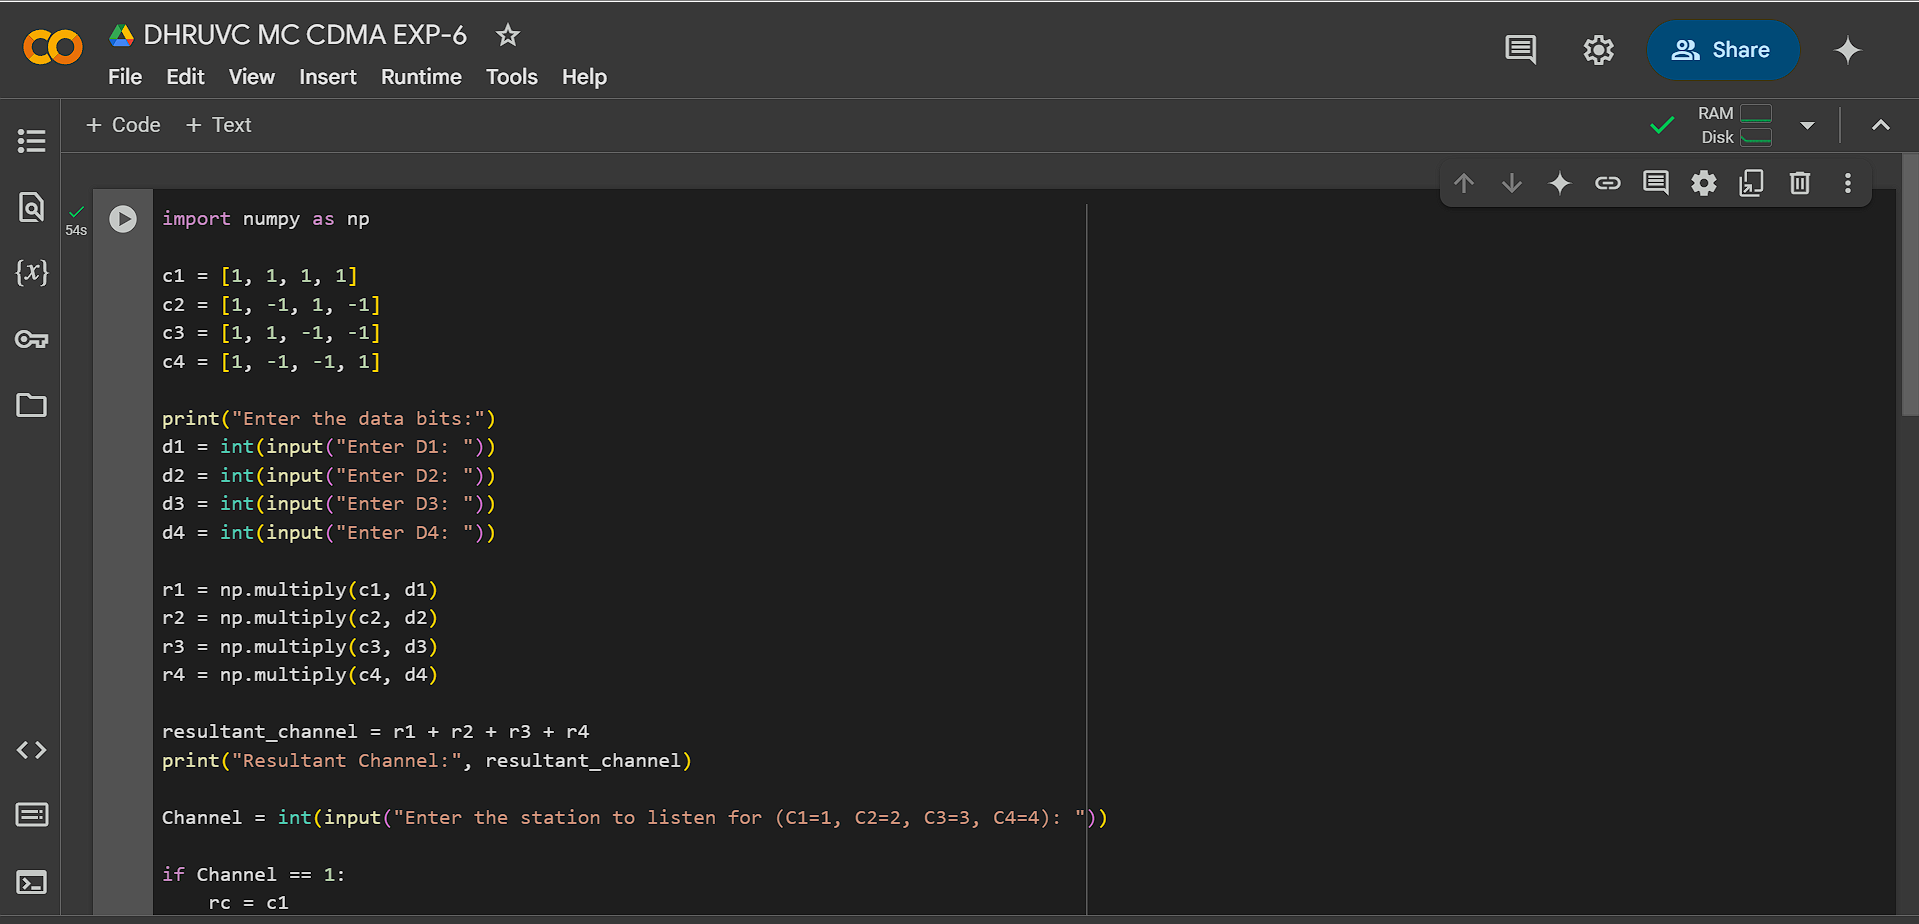 DHRUVC MC CDMA EXP-6
File Edit View Insert Runtime Tools Help
Share
+ Code + Text
RAM
Disk
54s
{x}
import numpy as np
c1 = [1, 1, 1, 1]
c2 = [1, -1, 1, -1]
c3 = [1, 1, -1, -1]
c4 = [1, -1, -1, 1]
print("Enter the data bits:")
d1 = int(input("Enter D1: "))
d2 = int(input("Enter D2: "))
d3 = int(input("Enter D3: "))
d4 = int(input("Enter D4: "))
r1 = np.multiply(c1, d1)
r2 = np.multiply(c2, d2)
r3 = np.multiply(c3, d3)
r4 = np.multiply(c4, d4)
resultant_channel = r1 + r2 + r3 + r4
print("Resultant Channel:", resultant_channel)
Channel = int(input("Enter the station to listen for (C1=1, C2=2, C3=3, C4=4): "))
if Channel == 1:
    rc = c1